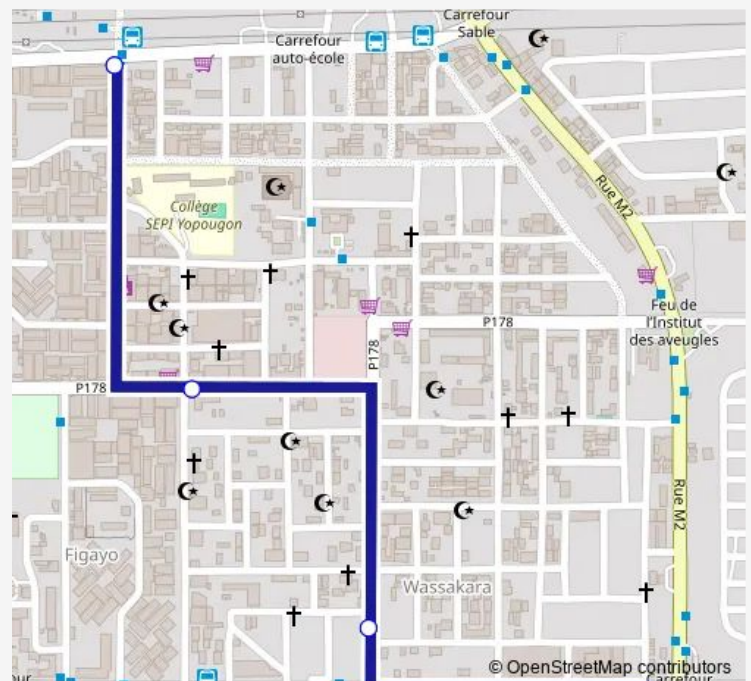 Carrefour
Sable
Carrefour
auto-école
Rue M2
Collège
SEPI Yopougon
Feu de
l'Institut
des aveugles
P178
P178
P178
Rue M2
Figayo
Wassakara
© OpenStreetMap contributors
Carrefour